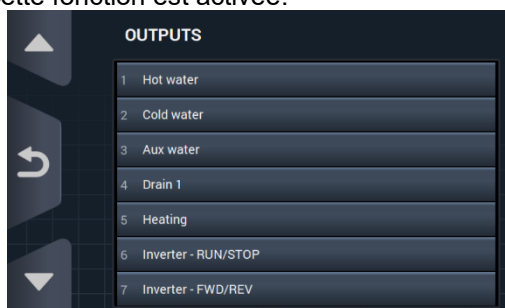 cette fonction est activée.
OUTPUTS
1 Hot water
2 Cold water
3 Aux water
4 Drain 1
5 Heating
6 Inverter - RUN/STOP
7 Inverter - FWD/REV